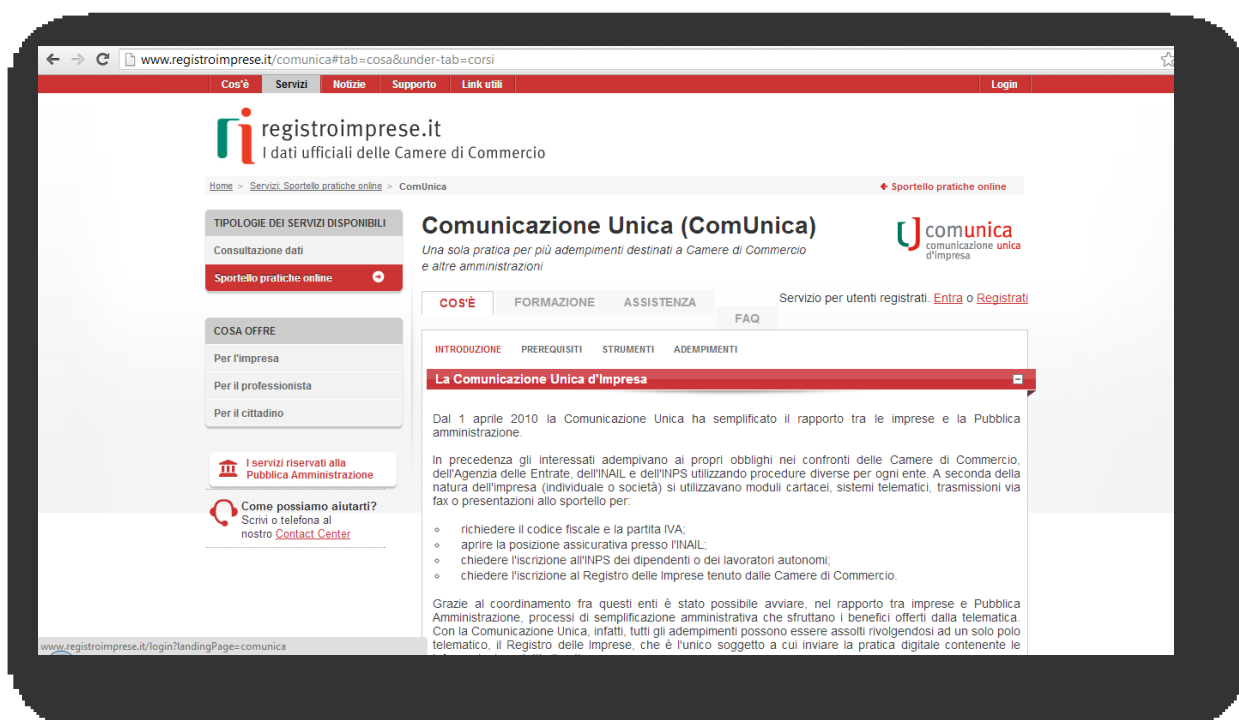 www.registroimprese.it/comunica#tab=cosa&under-tab=corsi
Cos'è Servizi Notizie Supporto Link utili Login
registroimprese.it
I dati ufficiali delle Camere di Commercio
Home > Servizi: Sportello pratiche online > ComUnica
Sportello pratiche online
TIPOLOGIE DEI SERVIZI DISPONIBILI
Consultazione dati
Sportello pratiche online
COSA OFFRE
Per l'impresa
Per il professionista
Per il cittadino
I servizi riservati alla
Pubblica Amministrazione
Come possiamo aiutarti?
Scrivi o telefona al
nostro Contact Center
Comunicazione Unica (ComUnica)
Una sola pratica per più adempimenti destinati a Camere di Commercio
e altre amministrazioni
comunica
comunicazione unica
d'impresa
COS'È FORMAZIONE ASSISTENZA
FAQ
Servizio per utenti registrati. Entra o Registrati
INTRODUZIONE PREREQUISITI STRUMENTI ADEMPIMENTI
La Comunicazione Unica d'Impresa
Dal 1 aprile 2010 la Comunicazione Unica ha semplificato il rapporto tra le imprese e la Pubblica
amministrazione.
In precedenza gli interessati adempivano ai propri obblighi nei confronti delle Camere di Commercio,
dell'Agenzia delle Entrate, dell'INAIL e dell'INPS utilizzando procedure diverse per ogni ente. A seconda della
natura dell'impresa (individuale o società) si utilizzavano moduli cartacei, sistemi telematici, trasmissioni via
fax o presentazioni allo sportello per:
richiedere il codice fiscale e la partita IVA;
aprire la posizione assicurativa presso l'INAIL;
chiedere l'iscrizione all'INPS dei dipendenti o dei lavoratori autonomi;
chiedere l'iscrizione al Registro delle Imprese tenuto dalle Camere di Commercio.
Grazie al coordinamento fra questi enti è stato possibile avviare, nel rapporto tra imprese e Pubblica
Amministrazione, processi di semplificazione amministrativa che sfruttano i benefici offerti dalla telematica.
Con la Comunicazione Unica, infatti, tutti gli adempimenti possono essere assolti rivolgendosi ad un solo polo
telematico, il Registro delle Imprese, che è l'unico soggetto a cui inviare la pratica digitale contenente le
www.registroimprese.it/login?landingPage=comunica